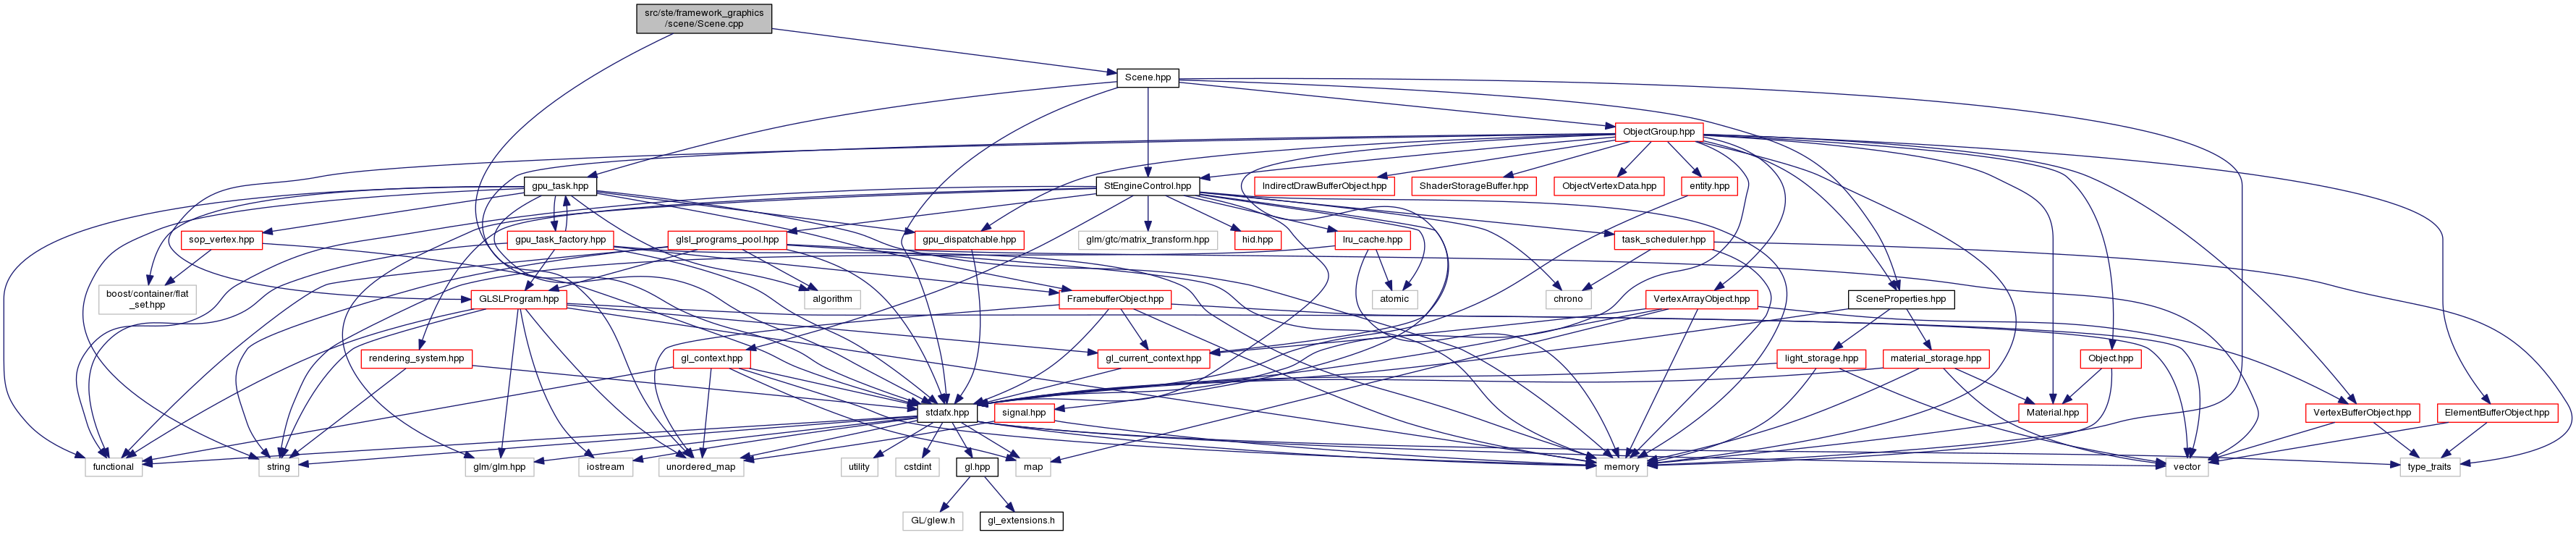 src/ste/framework_graphics
/scene/Scene.cpp
Scene.hpp
ObjectGroup.hpp
gpu_task.hpp
StEngineControl.hpp
IndirectDrawBufferObject.hpp
ShaderStorageBuffer.hpp
ObjectVertexData.hpp
entity.hpp
sop_vertex.hpp
gpu_task_factory.hpp
glsl_programs_pool.hpp
gpu_dispatchable.hpp
glm/gtc/matrix_transform.hpp
hid.hpp
lru_cache.hpp
task_scheduler.hpp
boost/container/flat
_set.hpp
GLSLProgram.hpp
algorithm
FramebufferObject.hpp
atomic
chrono
VertexArrayObject.hpp
SceneProperties.hpp
rendering_system.hpp
gl_context.hpp
gl_current_context.hpp
light_storage.hpp
material_storage.hpp
Object.hpp
stdafx.hpp
signal.hpp
Material.hpp
VertexBufferObject.hpp
ElementBufferObject.hpp
functional
string
glm/glm.hpp
iostream
unordered_map
utility
cstdint
gl.hpp
map
memory
vector
type_traits
GL/glew.h
gl_extensions.h